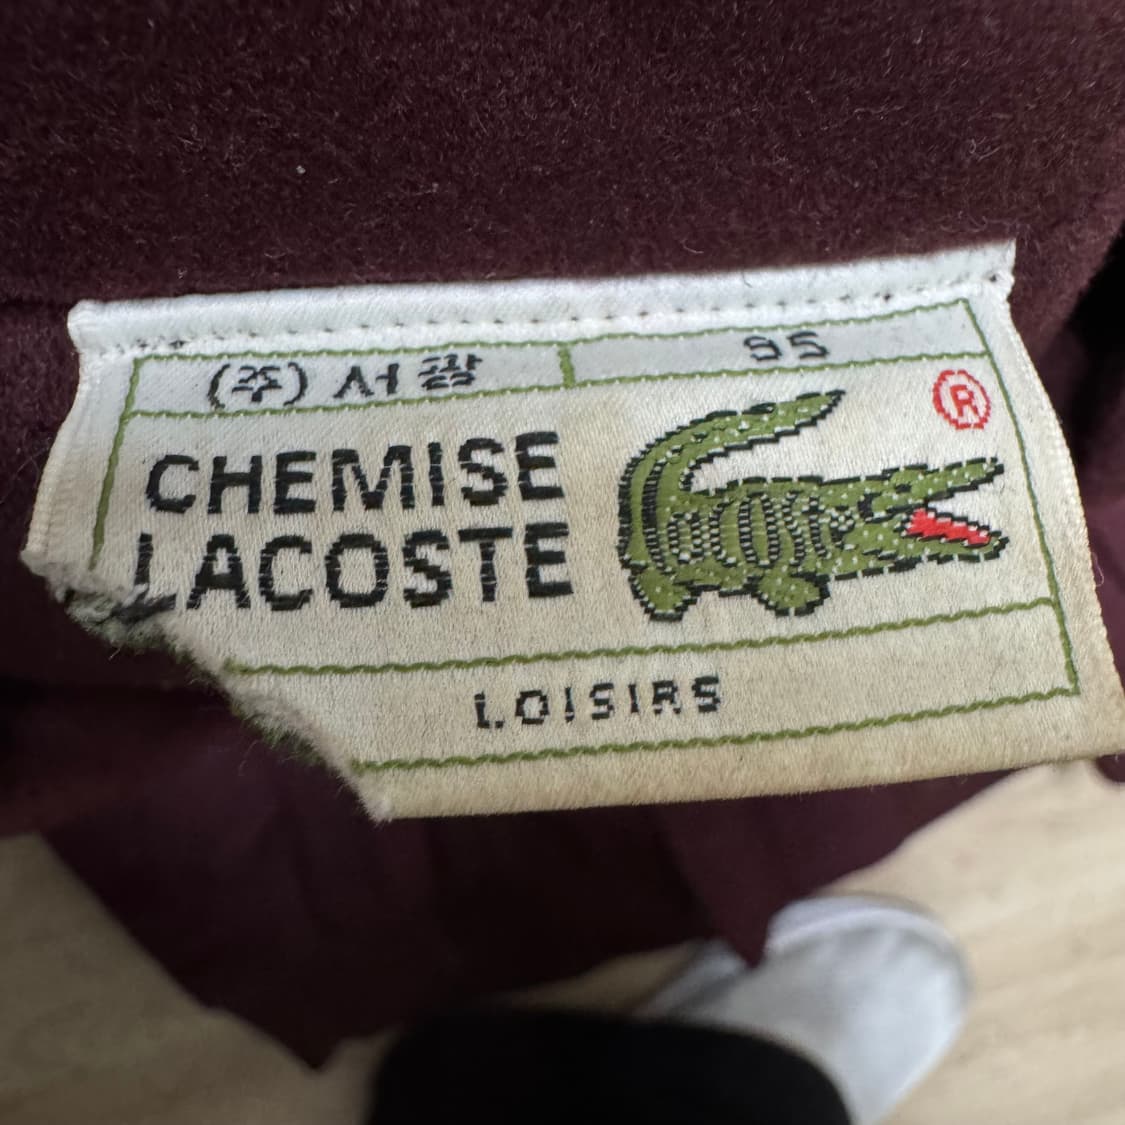 (주) 서광 95
®
CHEMISE
LACOSTE
LOISIRS